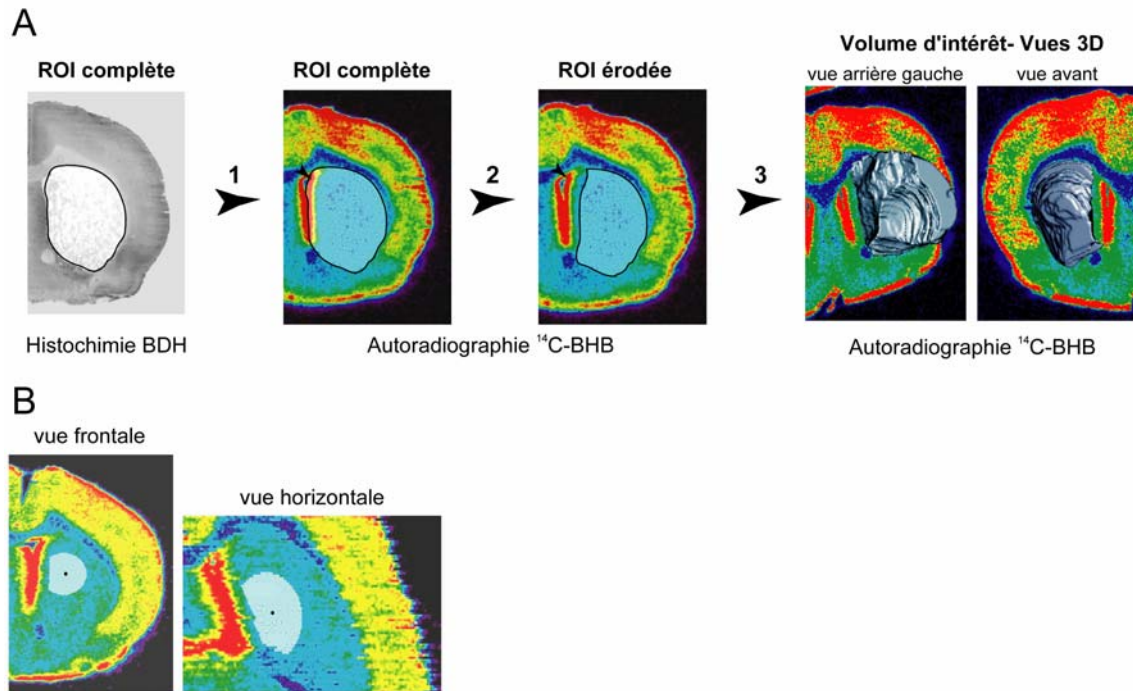 A
ROI complète
ROI complète
ROI érodée
Volume d'intérêt- Vues 3D
vue arrière gauche
vue avant
1
2
3
Histochimie BDH
Autoradiographie ¹⁴C-BHB
Autoradiographie ¹⁴C-BHB
B
vue frontale
vue horizontale